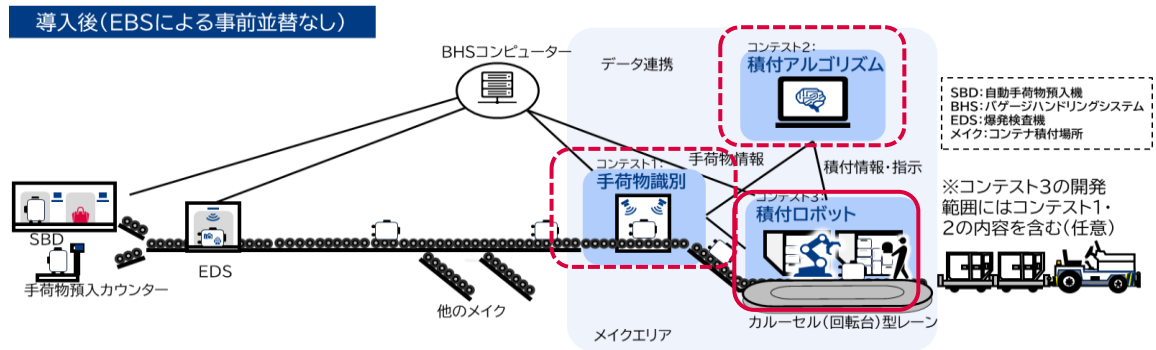 導入後(EBSによる事前並替なし)
BHSコンピューター
データ連携
コンテスト2:
積付アルゴリズム
SBD:自動手荷物預入機
BHS:バゲージハンドリングシステム
EDS:爆発検査機
メイク:コンテナ積付場所
手荷物情報
積付情報・指示
コンテスト1:
手荷物識別
コンテスト3:
積付ロボット
※コンテスト3の開発
範囲にはコンテスト1・
2の内容を含む(任意)
SBD
EDS
手荷物預入カウンター
他のメイク
カルーセル(回転台)型レーン
メイクエリア